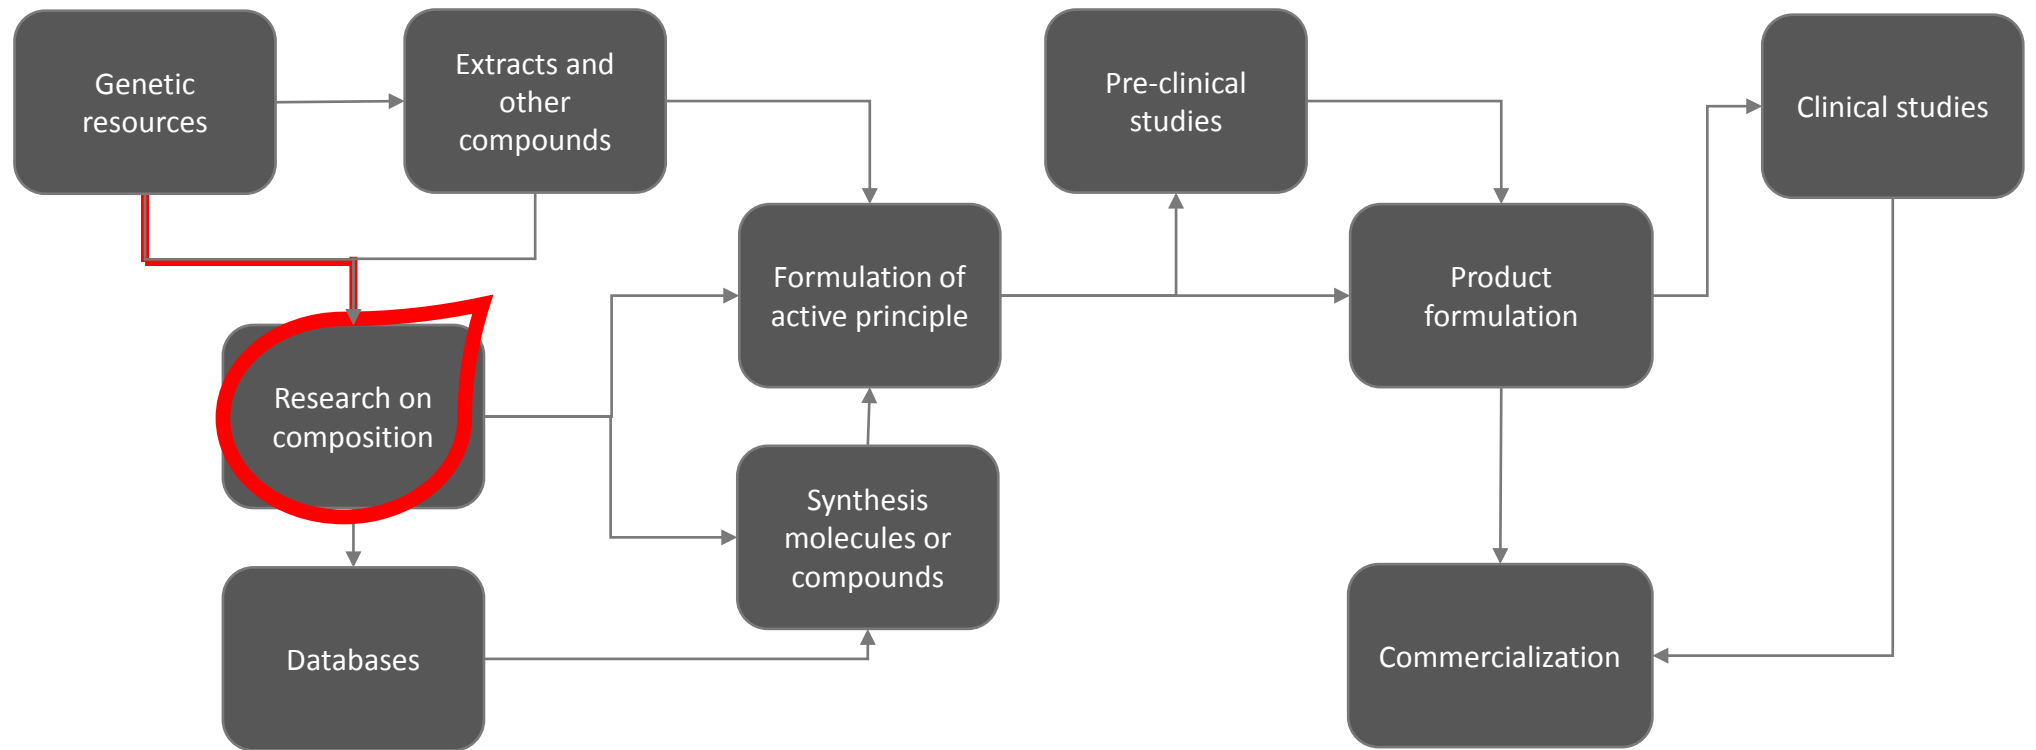 Genetic
resources
Extracts and
other
compounds
Pre-clinical
studies
Clinical studies
Formulation of
active principle
Product
formulation
Research on
composition
Synthesis
molecules or
compounds
Databases
Commercialization